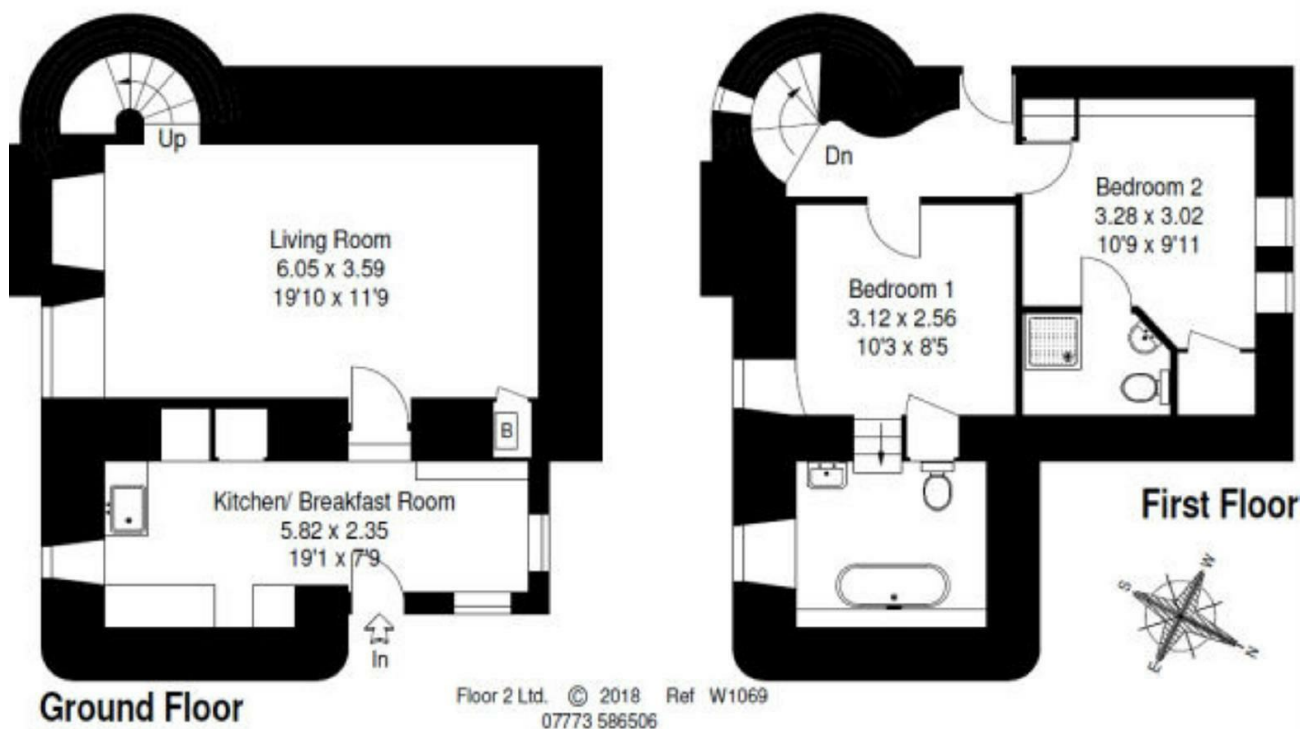 Up
Living Room
6.05 x 3.59
19'10 x 11'9
B
Kitchen/ Breakfast Room
5.82 x 2.35
19'1 x 7'9
In
Ground Floor
Dn
Bedroom 2
3.28 x 3.02
10'9 x 9'11
Bedroom 1
3.12 x 2.56
10'3 x 8'5
First Floor
S
W
E
N
Floor 2 Ltd. © 2018 Ref W1069
07773 586506